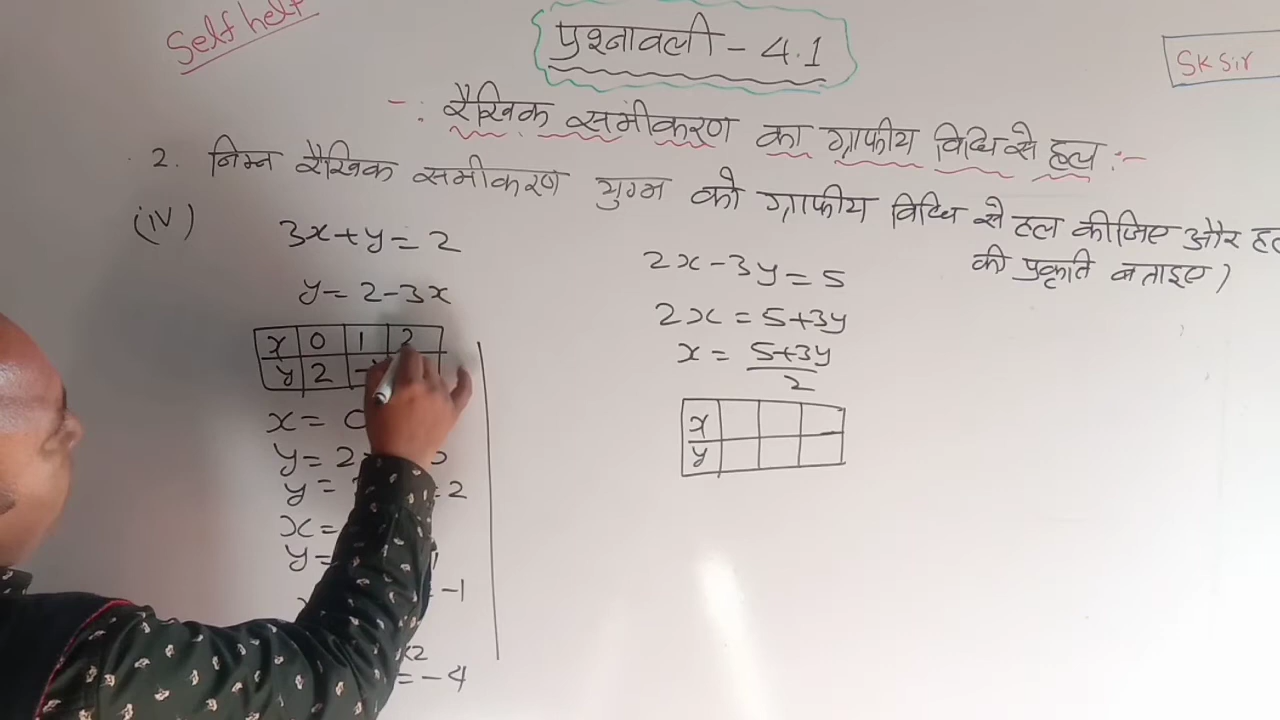 Self help
प्रश्नावली - 4.1
SK Sir
-: रैखिक समीकरण का ग्राफीय विधि से हल :-
2. निम्न रैखिक समीकरण युग्म को ग्राफीय विधि से हल कीजिए और हल
की प्रकृति बताइए)
(iv) 3x+y=2
y=2-3x
x 0 1 2
y 2
x= 0
y= 2
y= =2
x=
y=
-1
=-4
2x-3y=5
2x=5+3y
x= 5+3y
2
x
y